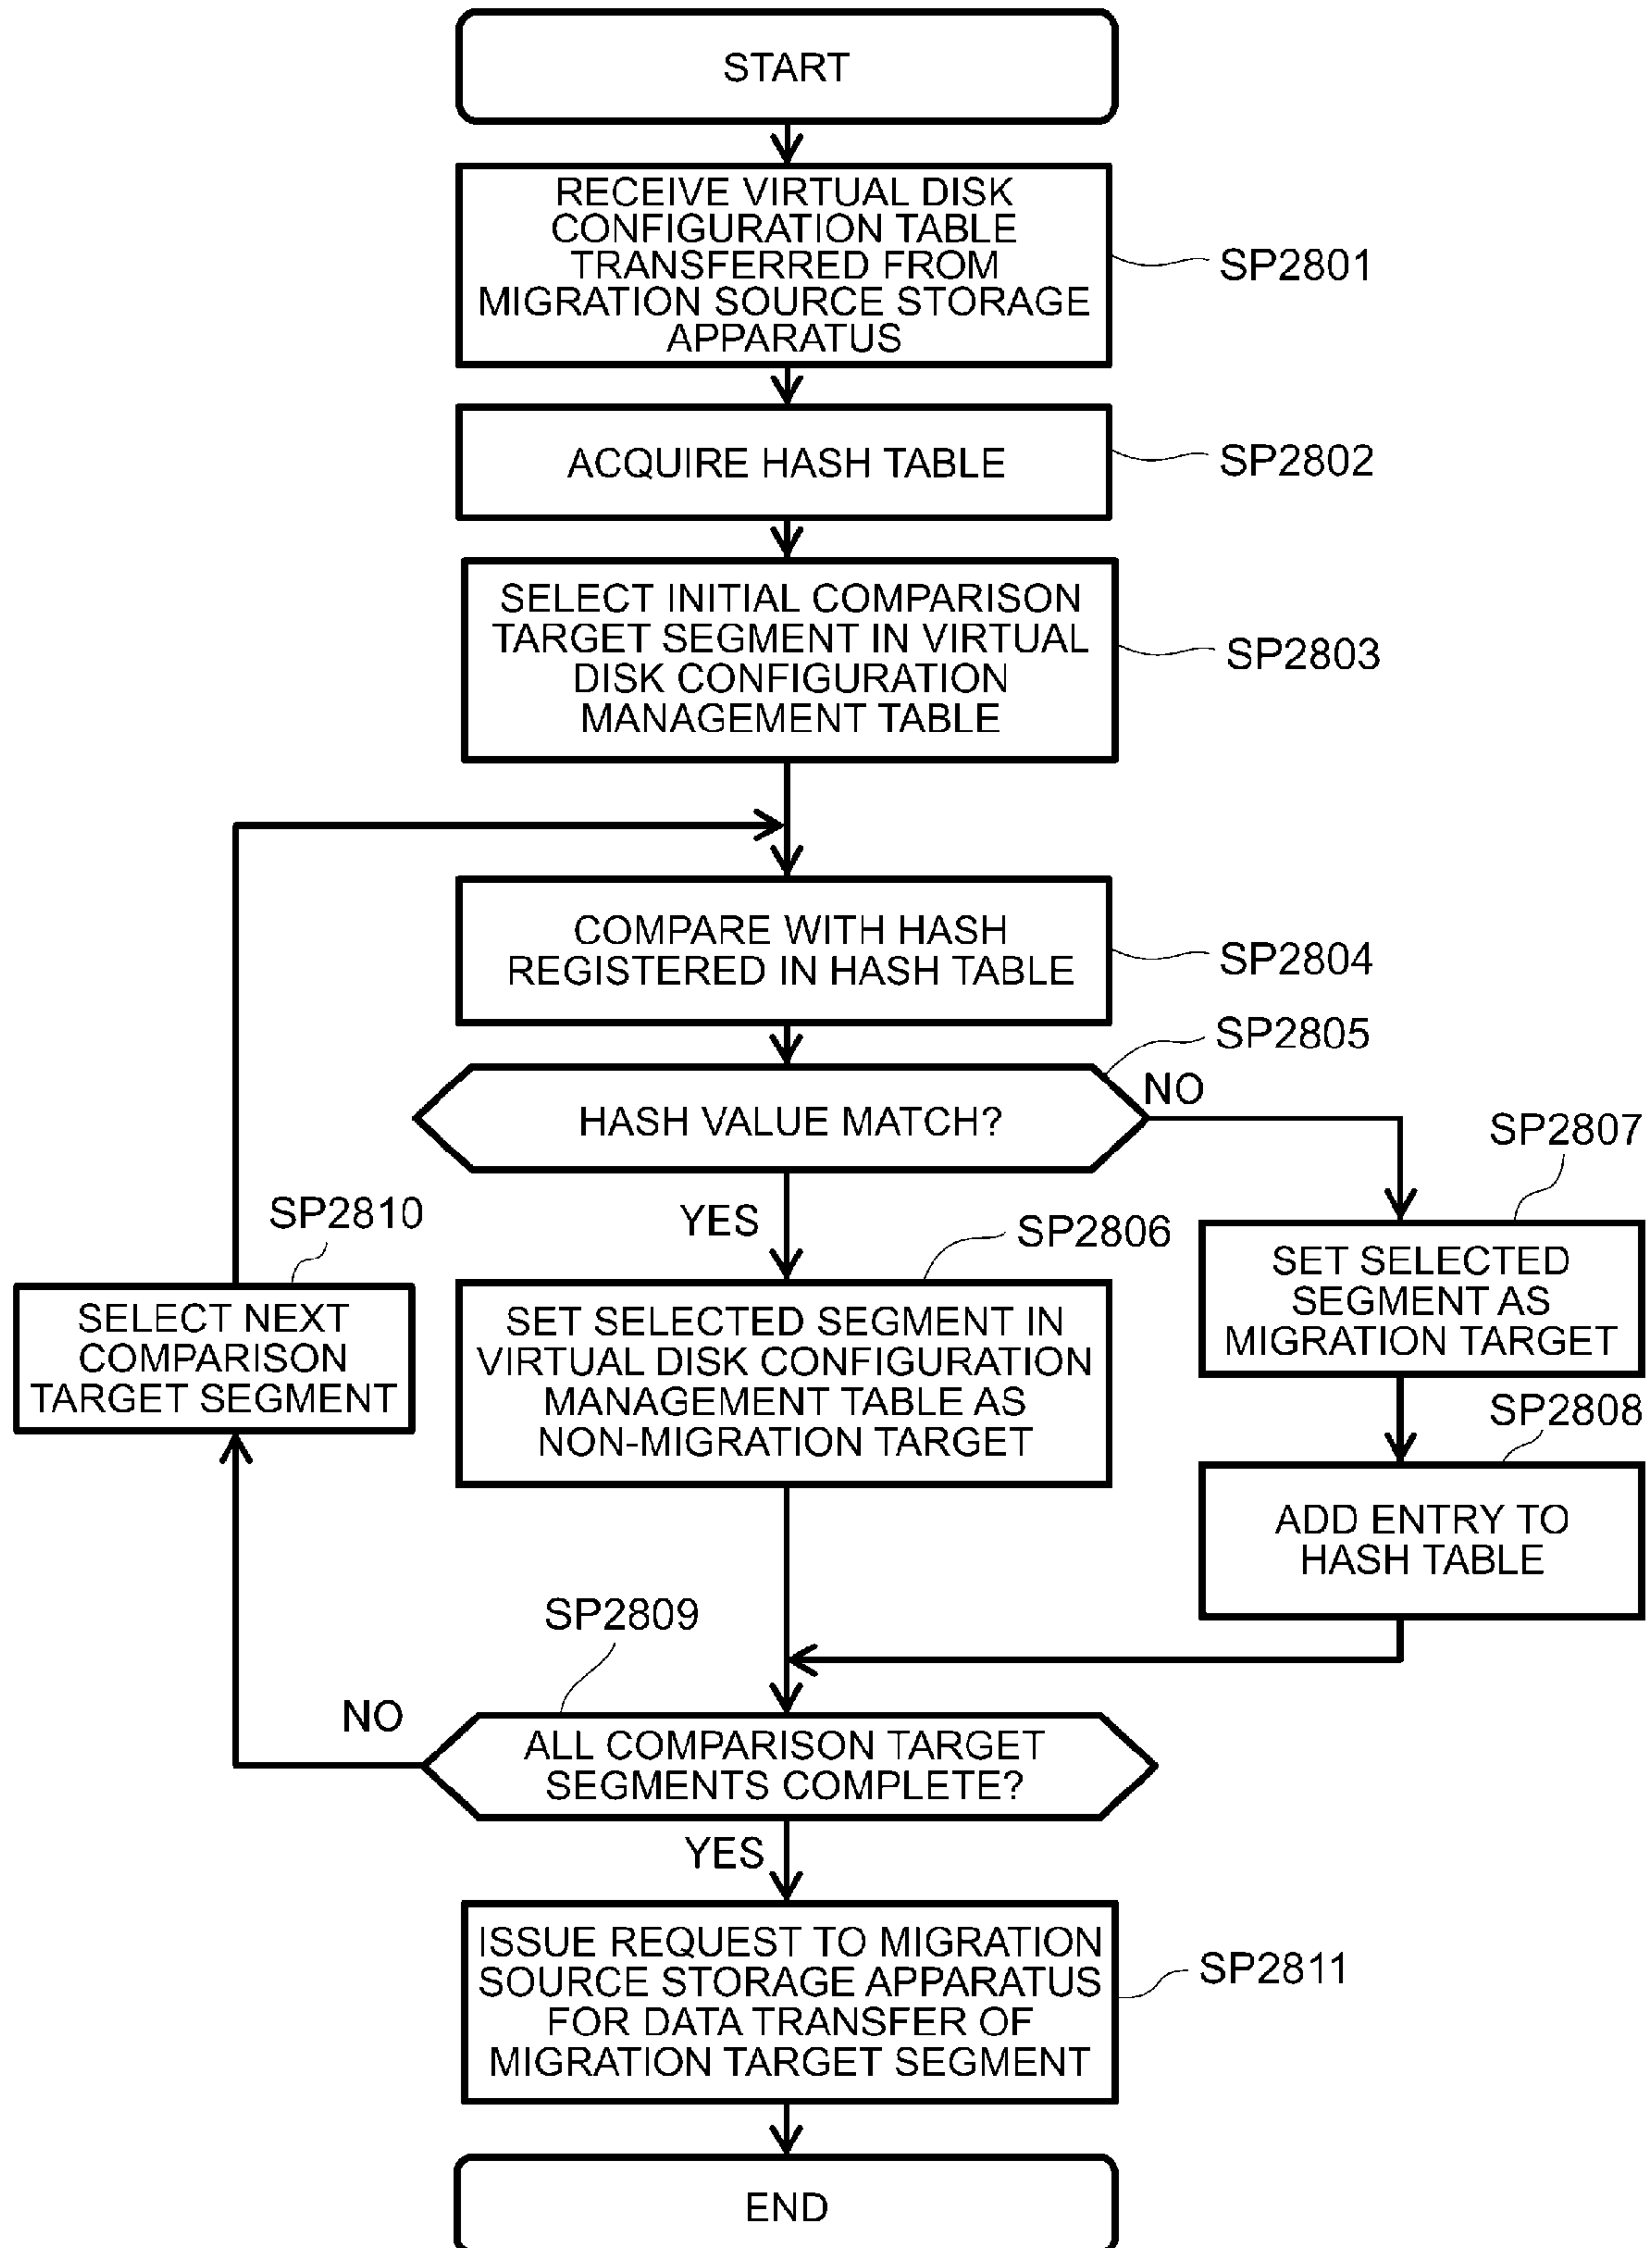 START
RECEIVE VIRTUAL DISK
CONFIGURATION TABLE
TRANSFERRED FROM
MIGRATION SOURCE STORAGE
APPARATUS
SP2801
ACQUIRE HASH TABLE
SP2802
SELECT INITIAL COMPARISON
TARGET SEGMENT IN VIRTUAL
DISK CONFIGURATION
MANAGEMENT TABLE
SP2803
COMPARE WITH HASH
REGISTERED IN HASH TABLE
SP2804
SP2805
HASH VALUE MATCH?
NO
YES
SP2807
SET SELECTED
SEGMENT AS
MIGRATION TARGET
SP2806
SET SELECTED SEGMENT IN
VIRTUAL DISK CONFIGURATION
MANAGEMENT TABLE AS
NON-MIGRATION TARGET
SP2810
SELECT NEXT
COMPARISON
TARGET SEGMENT
SP2808
ADD ENTRY TO
HASH TABLE
SP2809
NO
ALL COMPARISON TARGET
SEGMENTS COMPLETE?
YES
ISSUE REQUEST TO MIGRATION
SOURCE STORAGE APPARATUS
FOR DATA TRANSFER OF
MIGRATION TARGET SEGMENT
SP2811
END